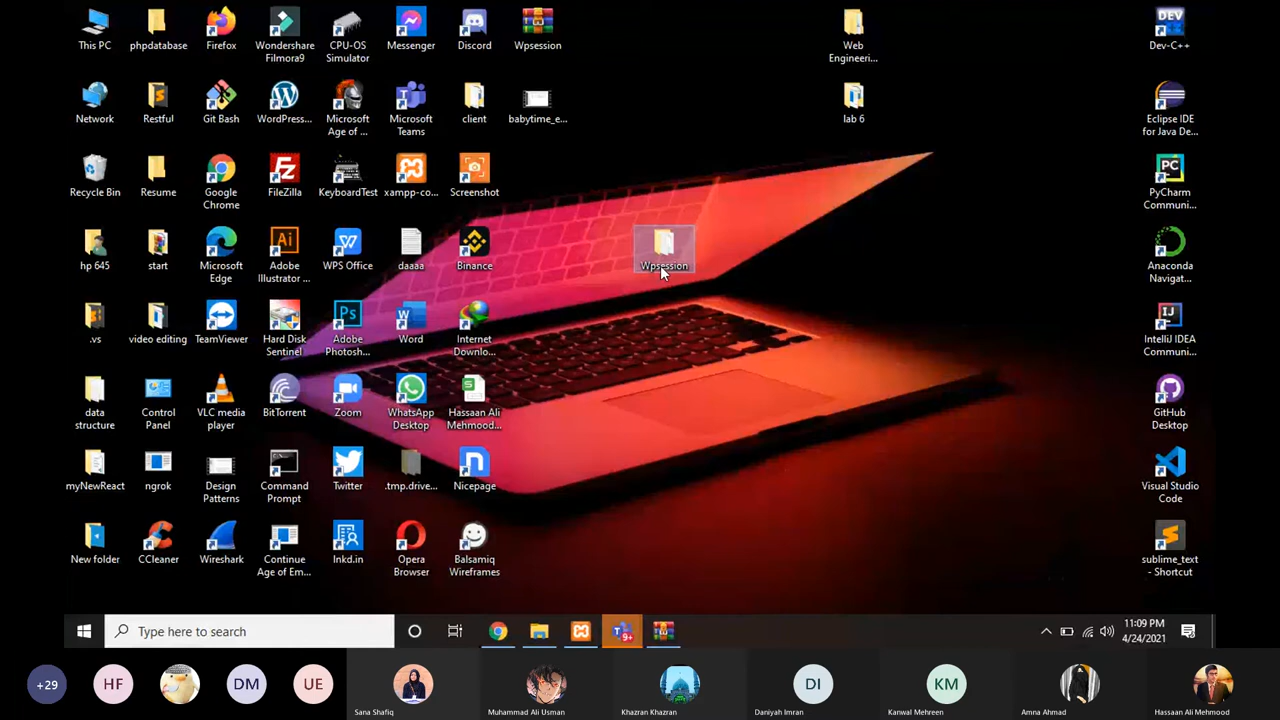 This PC
phpdatabase
Firefox
Wondershare
Filmora9
CPU-OS
Simulator
Messenger
Discord
Wpsession
Web
Engineeri...
DEV
Dev-C++
Network
Restful
Git Bash
WordPress...
Microsoft
Age of ...
Microsoft
Teams
client
babytime_e...
lab 6
Eclipse IDE
for Java De...
Recycle Bin
Resume
Google
Chrome
FZ
FileZilla
KeyboardTest
xampp-co...
Screenshot
PC
PyCharm
Communi...
hp 645
start
Microsoft
Edge
Ai
Adobe
Illustrator ...
WPS Office
daaaa
Binance
Wpsession
Anaconda
Navigat...
.vs
video editing
TeamViewer
Hard Disk
Sentinel
Ps
Adobe
Photosh...
W
Word
Internet
Downlo...
IJ
IntelliJ IDEA
Communi...
data
structure
Control
Panel
VLC media
player
BitTorrent
Zoom
WhatsApp
Desktop
Hassaan Ali
Mehmood...
GitHub
Desktop
myNewReact
ngrok
Design
Patterns
Command
Prompt
Twitter
.tmp.drive...
Nicepage
Visual Studio
Code
New folder
CCleaner
Wireshark
Continue
Age of Em...
lnkd.in
Opera
Browser
Balsamiq
Wireframes
sublime_text
- Shortcut
Type here to search
9+
11:09 PM
4/24/2021
+29
HF
DM
UE
DI
KM
Sana Shafiq
Muhammad Ali Usman
Khazran Khazran
Daniyah Imran
Kanwal Mehreen
Amna Ahmad
Hassaan Ali Mehmood